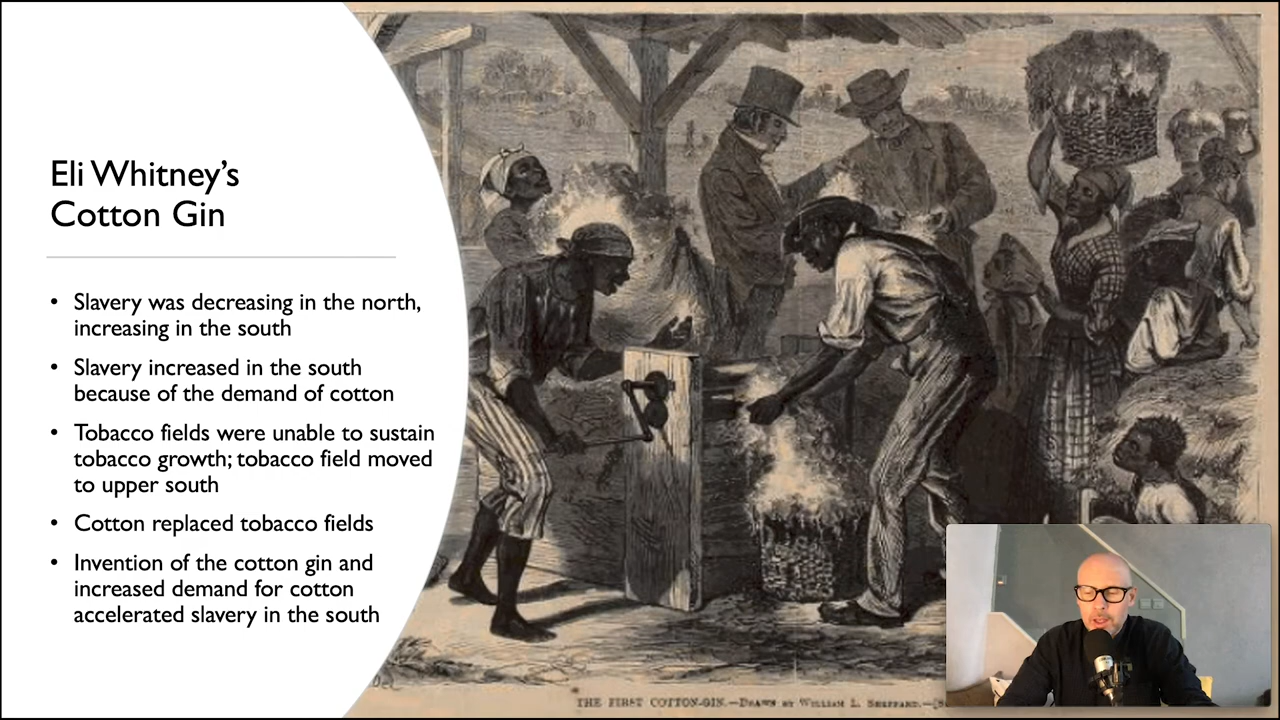 Eli Whitney's
Cotton Gin
• Slavery was decreasing in the north,
increasing in the south
• Slavery increased in the south
because of the demand of cotton
• Tobacco fields were unable to sustain
tobacco growth; tobacco field moved
to upper south
• Cotton replaced tobacco fields
• Invention of the cotton gin and
increased demand for cotton
accelerated slavery in the south
THE FIRST COTTON-GIN.—Drawn by William L. Sheppard.—[S